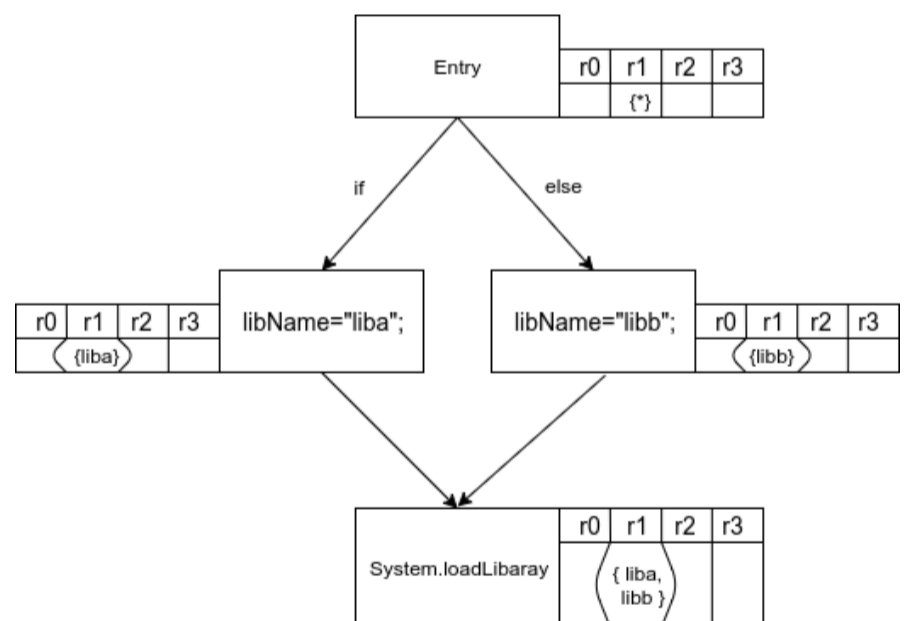 Entry
r0 r1 r2 r3
{*}
if
else
r0 r1 r2 r3
{liba}
libName="liba";
libName="libb";
r0 r1 r2 r3
{libb}
System.loadLibaray
r0 r1 r2 r3
{ liba,
libb }